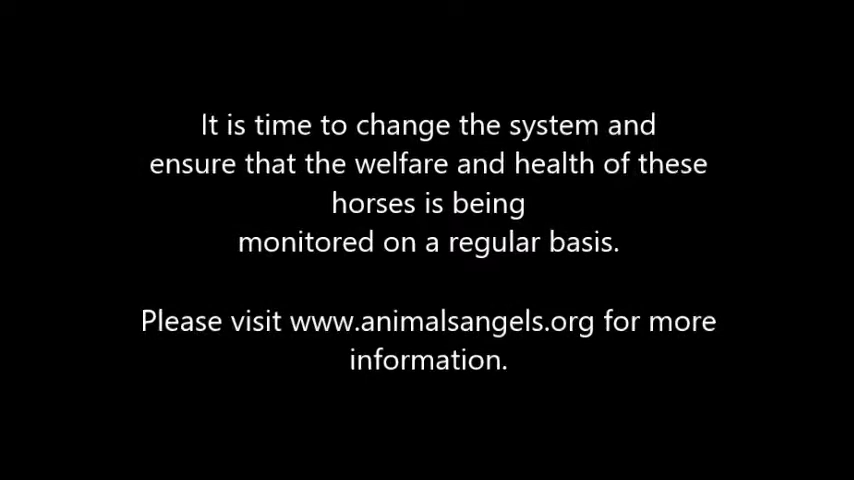 It is time to change the system and
ensure that the welfare and health of these
horses is being
monitored on a regular basis.
Please visit www.animalsangels.org for more
information.